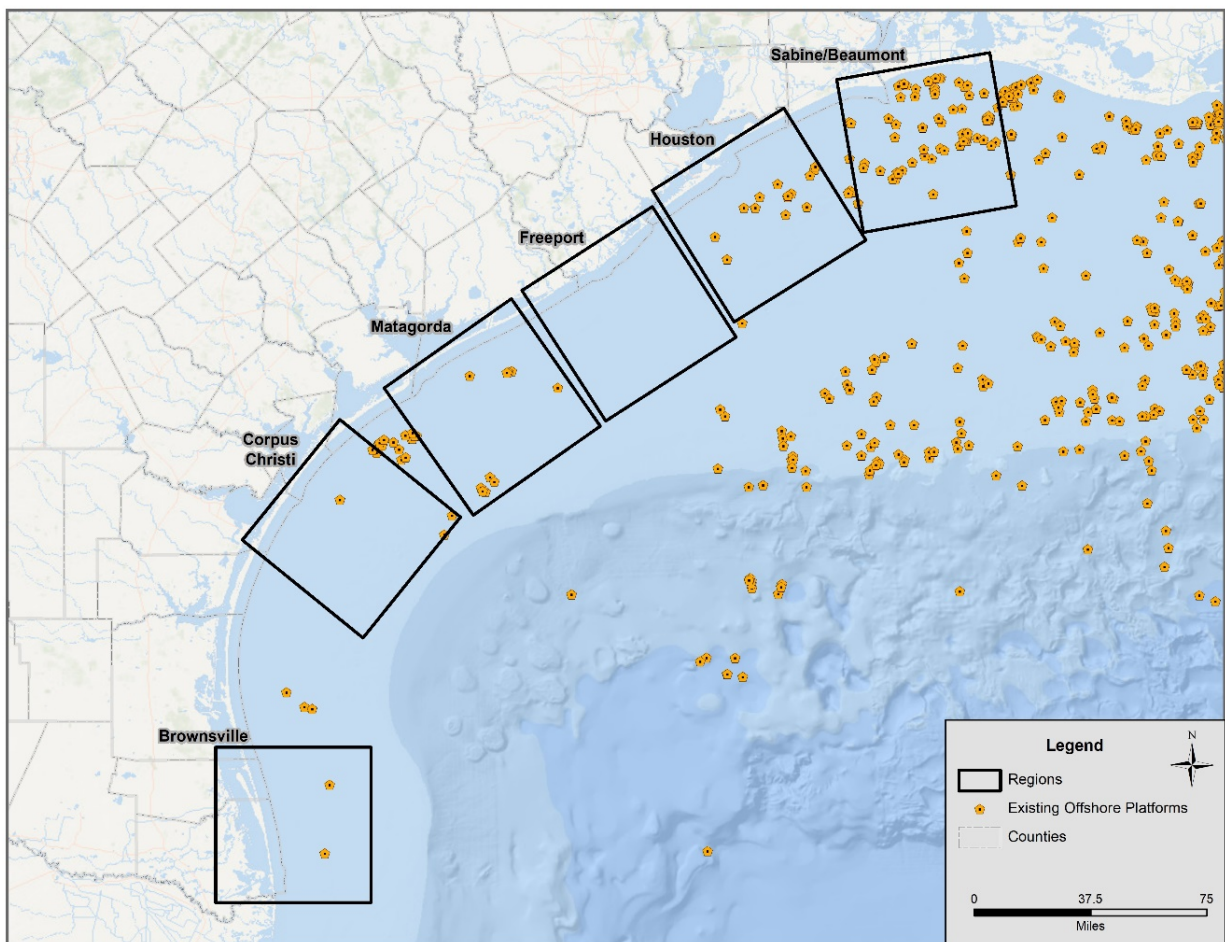 Sabine/Beaumont
Houston
Freeport
Matagorda
Corpus
Christi
Brownsville
Legend
N
Regions
Existing Offshore Platforms
Counties
0 37.5 75
Miles